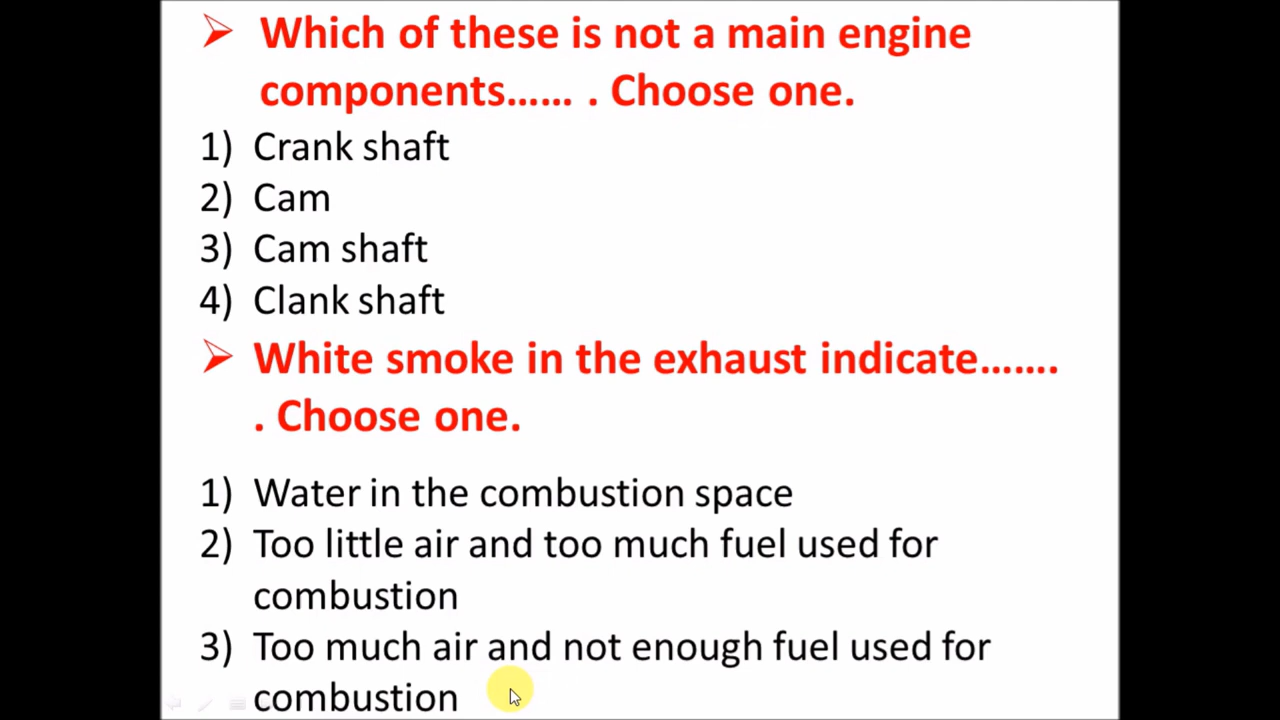 ➢ Which of these is not a main engine
components…… . Choose one.
1) Crank shaft
2) Cam
3) Cam shaft
4) Clank shaft
➢ White smoke in the exhaust indicate…….
. Choose one.
1) Water in the combustion space
2) Too little air and too much fuel used for
combustion
3) Too much air and not enough fuel used for
combustion